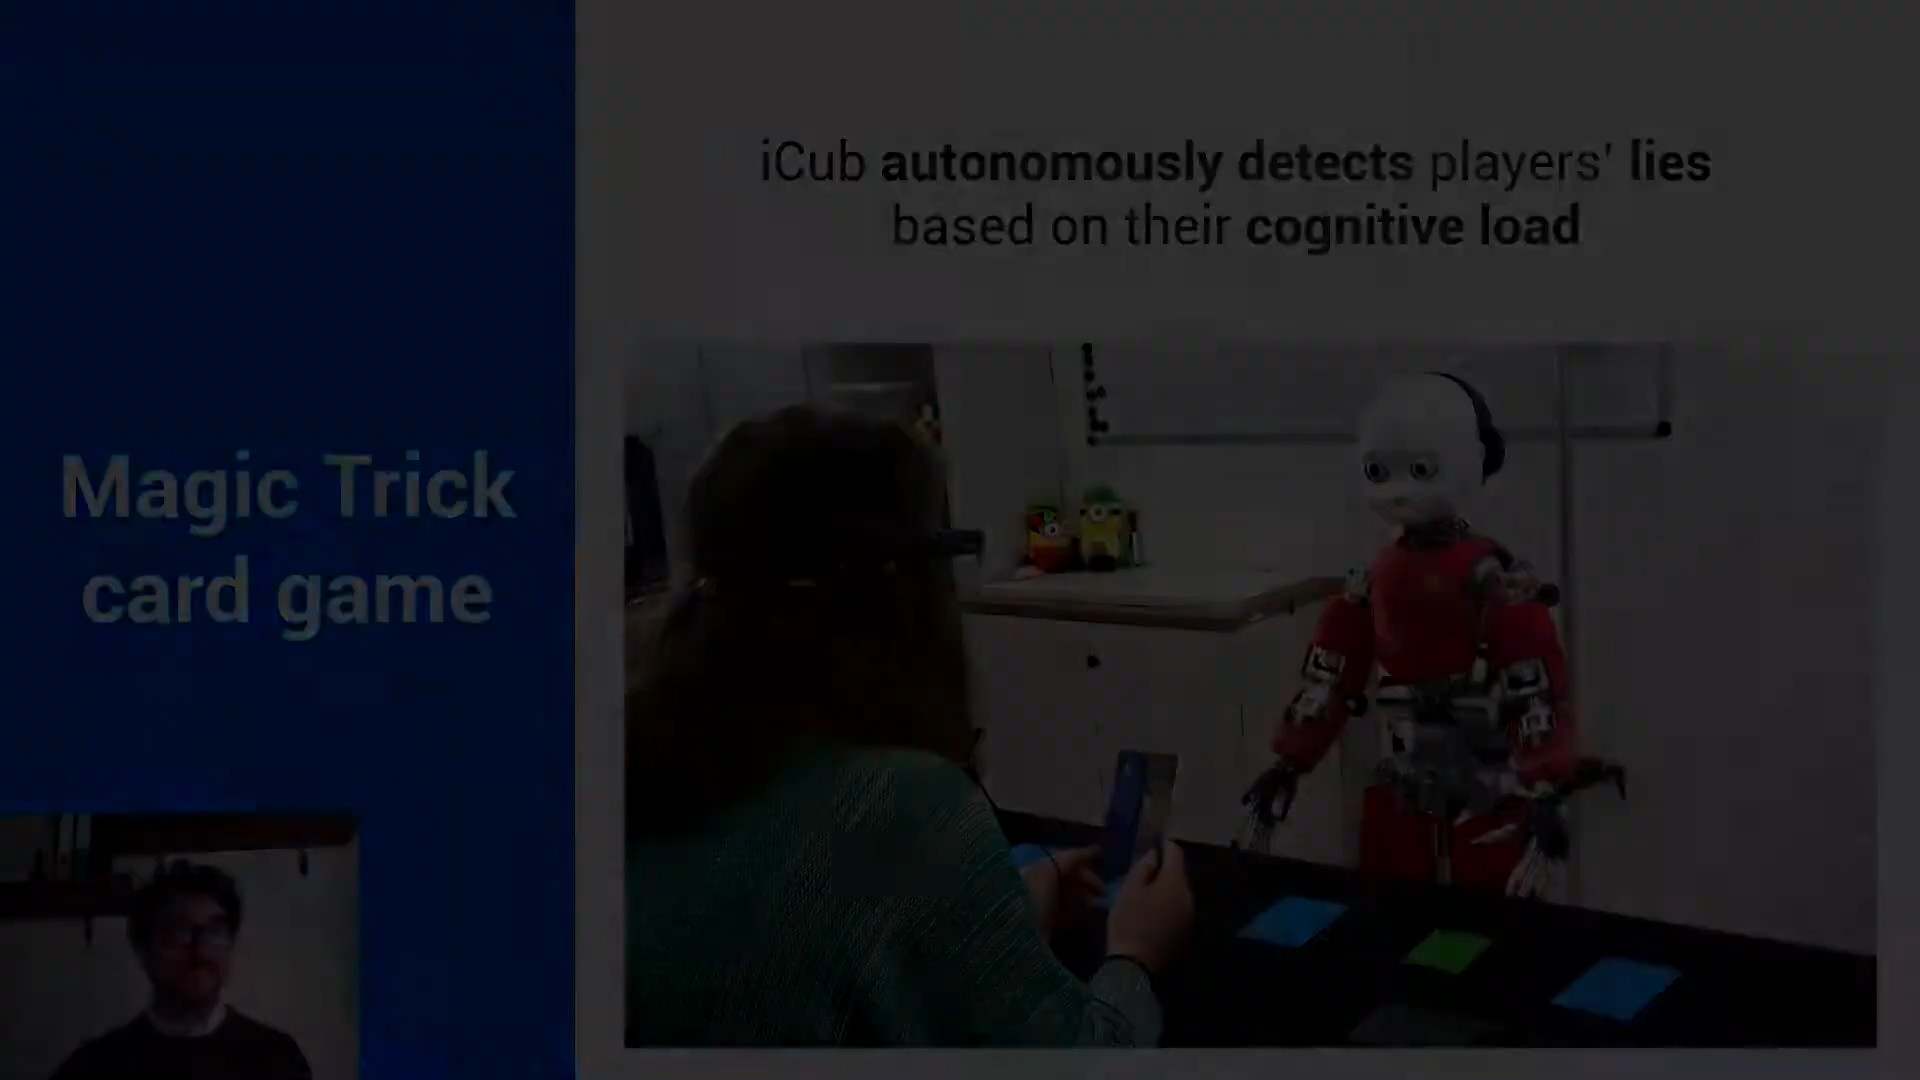 Magic Trick
card game
iCub autonomously detects players' lies
based on their cognitive load